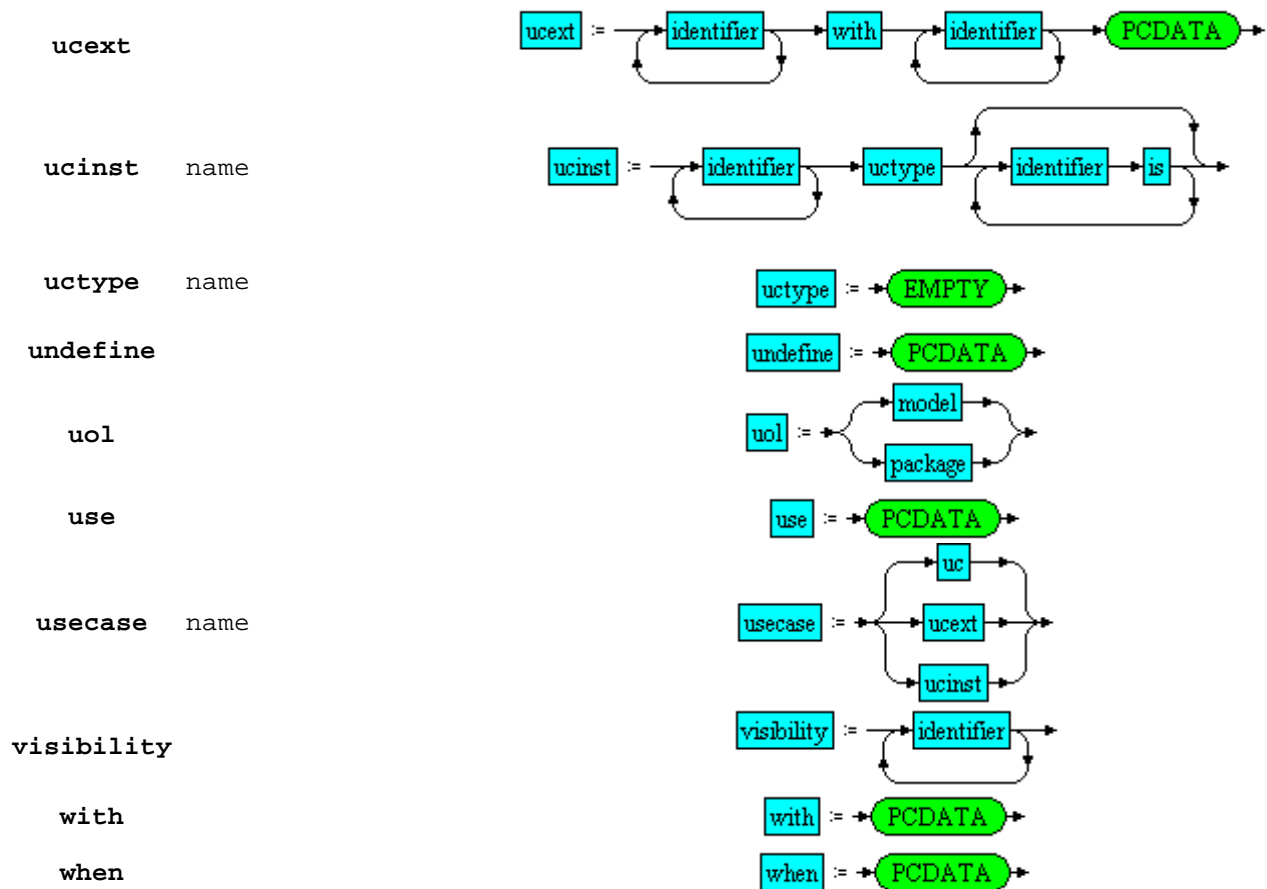 ucext ucext := identifier with identifier PCDATA
ucinst name ucinst := identifier uctype identifier is
uctype name uctype := EMPTY
undefine undefine := PCDATA
model
uol uol :=
package
use use := PCDATA
uc
usecase name usecase := ucext
ucinst
visibility visibility := identifier
with with := PCDATA
when when := PCDATA